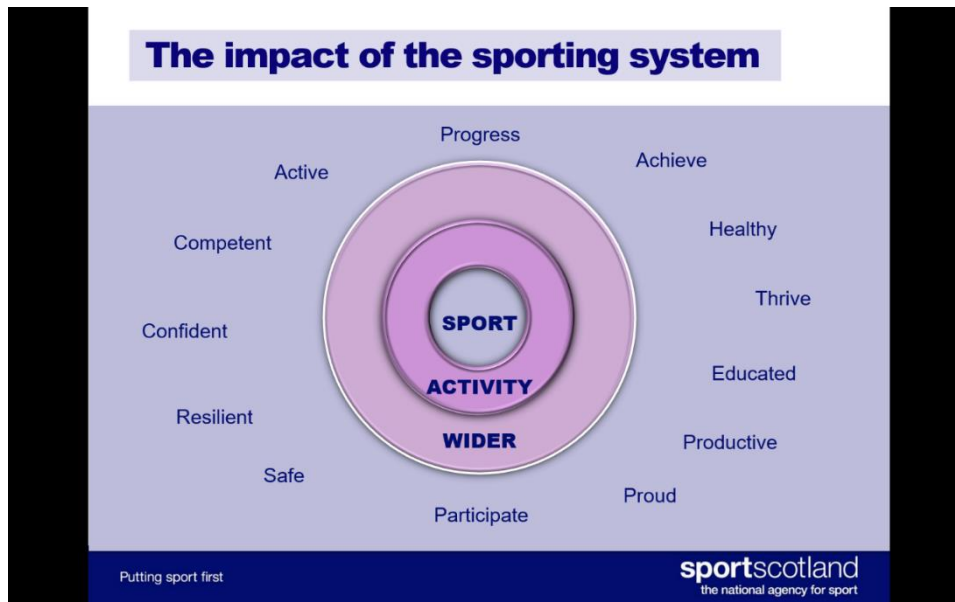 The impact of the sporting system
Progress
Achieve
Active
Healthy
Competent
Thrive
SPORT
Confident
Educated
ACTIVITY
Resilient
WIDER
Productive
Safe
Proud
Participate
Putting sport first
sportscotland
the national agency for sport